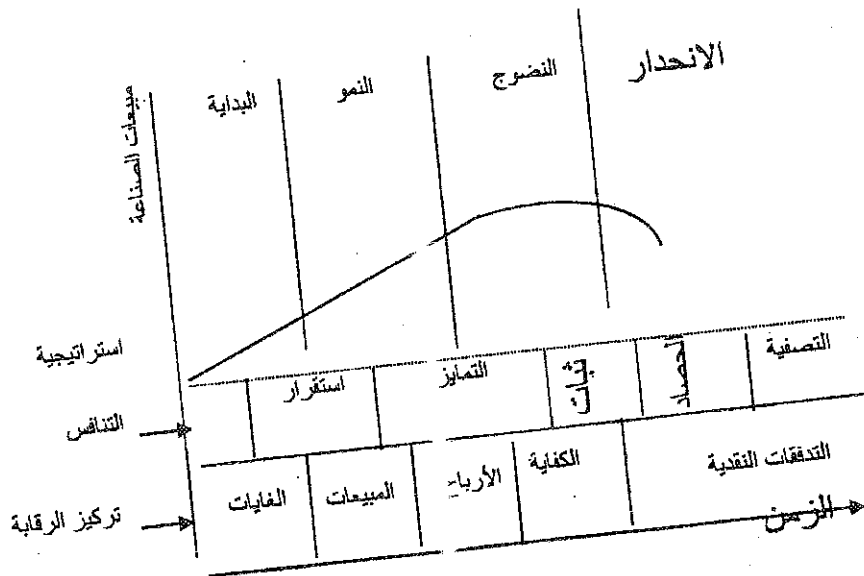 الانحدار
النضوج
النمو
البداية
مبيعات الصناعة
استراتيجية
التنافس
استقرار
التمايز
ثبات
الحصاد
التصفية
تركيز الرقابة
الغايات
المبيعات
الأرباح
الكفاية
التدفقات النقدية
الزمن